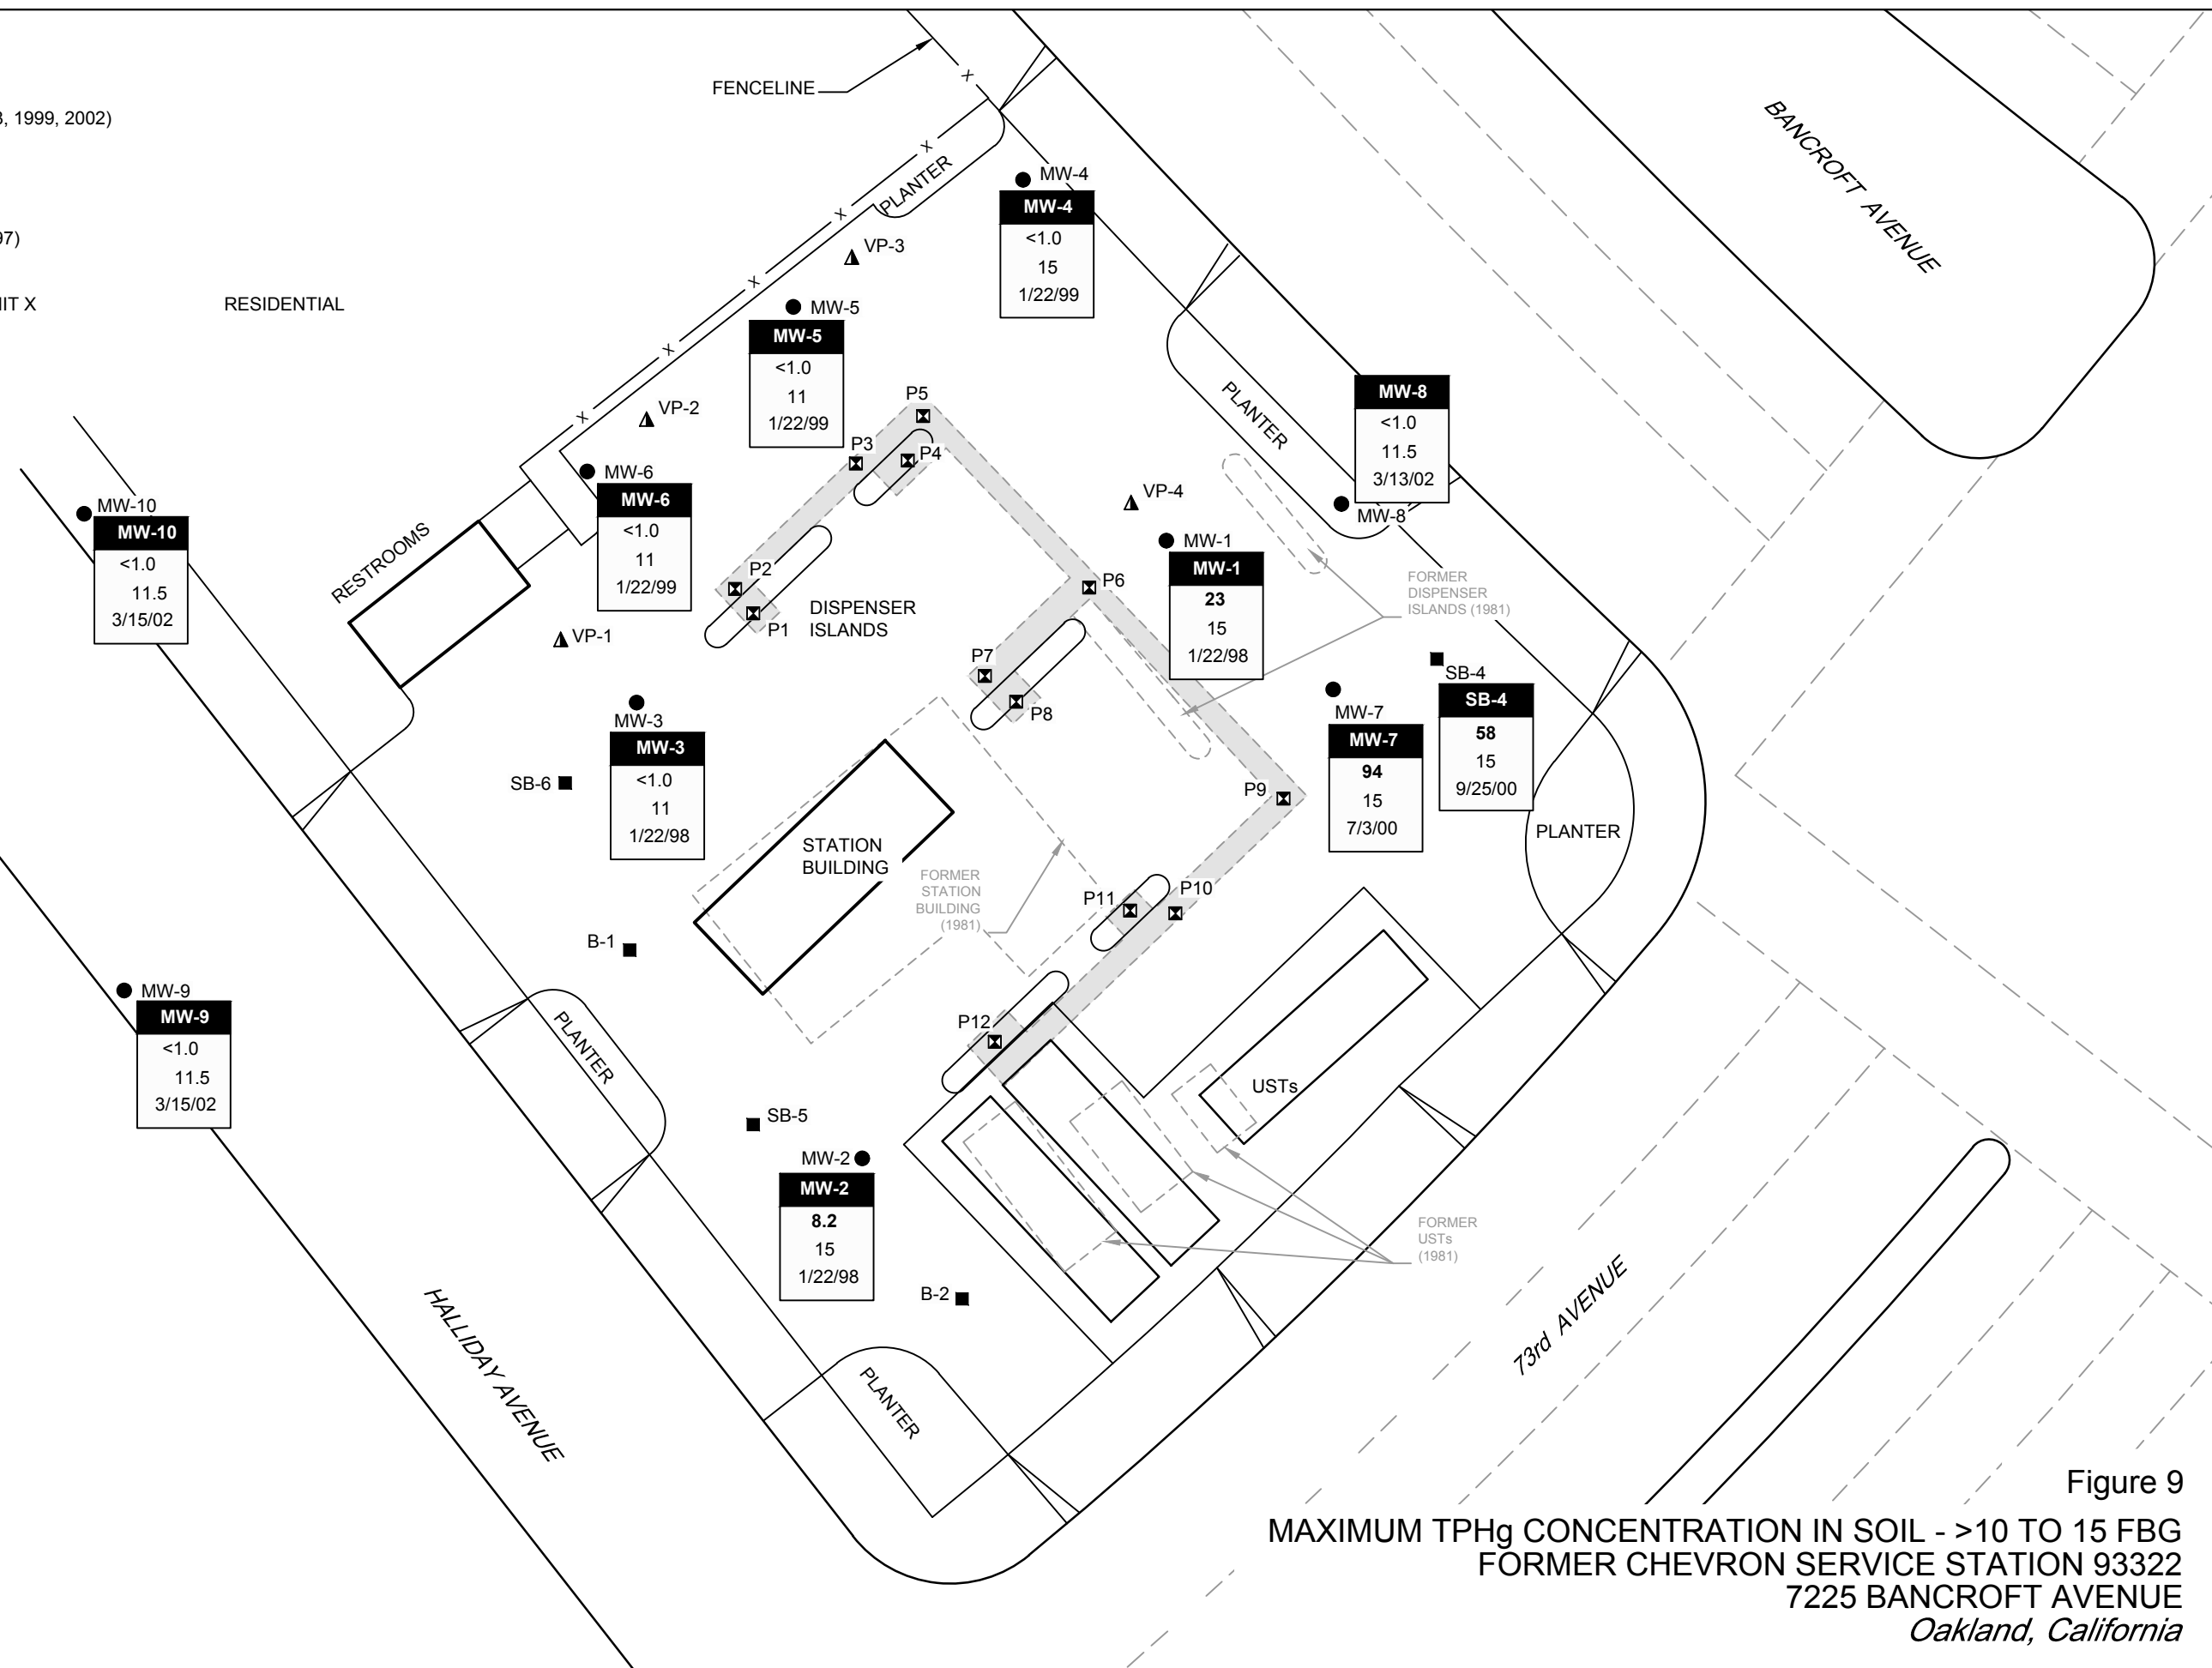 FENCELINE
3, 1999, 2002)
97)
IIT X
RESIDENTIAL
BANCROFT AVENUE
X
X
X
X
X
X
PLANTER
MW-4
MW-4
<1.0
15
1/22/99
VP-3
MW-5
MW-5
<1.0
11
1/22/99
VP-2
MW-6
MW-6
<1.0
11
1/22/99
P5
P3
P4
PLANTER
MW-8
<1.0
11.5
3/13/02
MW-8
VP-4
MW-1
MW-1
23
15
1/22/98
MW-10
MW-10
<1.0
11.5
3/15/02
RESTROOMS
VP-1
P2
P1
DISPENSER
ISLANDS
P6
P7
P8
FORMER
DISPENSER
ISLANDS (1981)
MW-3
MW-3
<1.0
11
1/22/98
SB-6
SB-4
SB-4
58
15
9/25/00
MW-7
MW-7
94
15
7/3/00
P9
PLANTER
STATION
BUILDING
FORMER
STATION
BUILDING
(1981)
P11
P10
B-1
MW-9
MW-9
<1.0
11.5
3/15/02
PLANTER
P12
USTs
SB-5
MW-2
MW-2
8.2
15
1/22/98
B-2
FORMER
USTs
(1981)
HALLIDAY AVENUE
PLANTER
73rd AVENUE
Figure 9
MAXIMUM TPHg CONCENTRATION IN SOIL - >10 TO 15 FBG
FORMER CHEVRON SERVICE STATION 93322
7225 BANCROFT AVENUE
Oakland, California